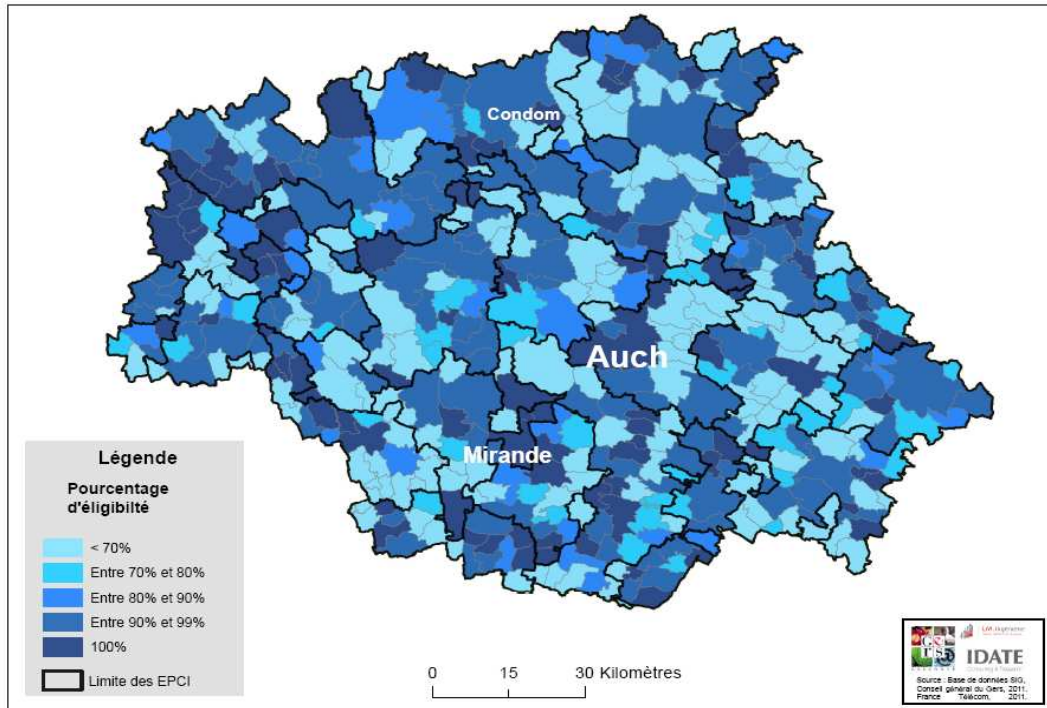 Condom
Auch
Mirande
Légende
Pourcentage
d'éligibilté
< 70%
Entre 70% et 80%
Entre 80% et 90%
Entre 90% et 99%
100%
Limite des EPCI
0 15 30 Kilomètres
IDATE
Source : Base de données SIG,
Conseil général du Gers, 2011.
France Télécom, 2011.